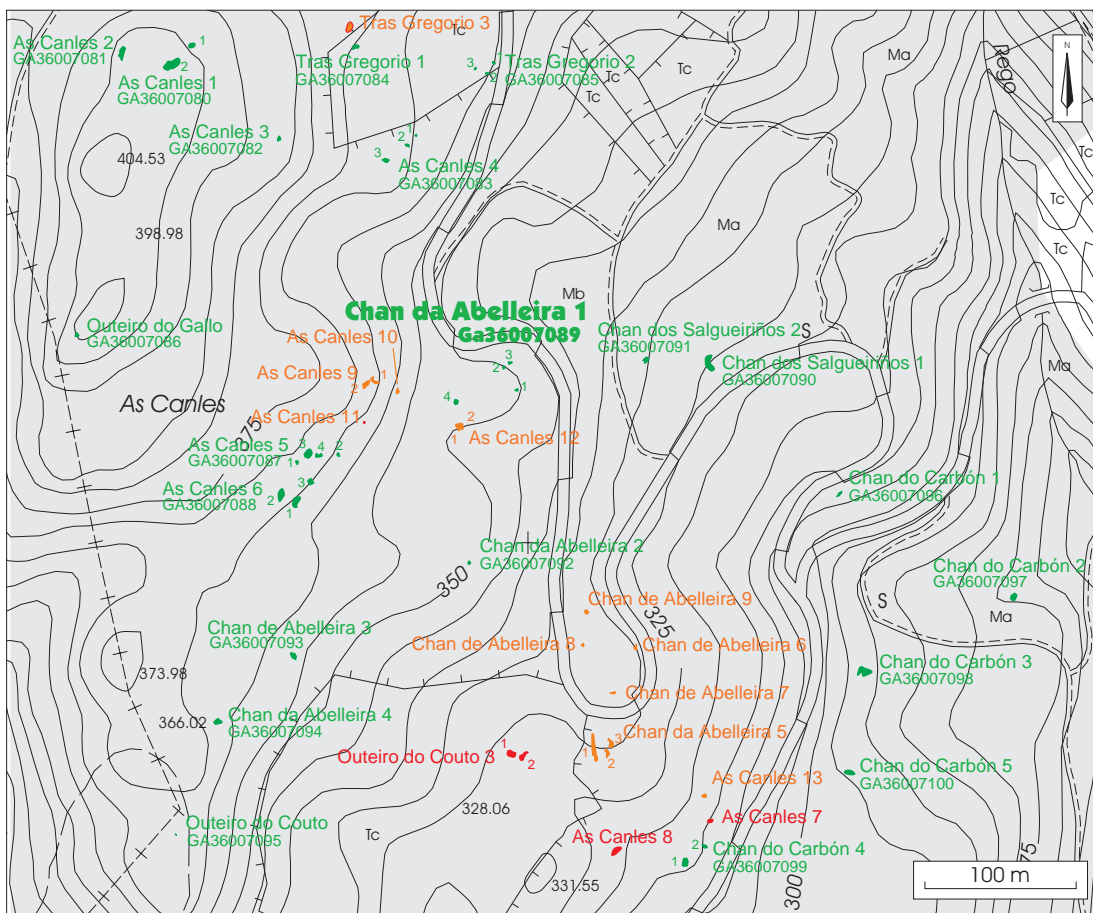 Tras Gregorio 3
Tc
As Canles 2
GA36007081
1
2
As Canles 1
GA36007080
Tras Gregorio 1
GA36007084
3
1
2
Tras Gregorio 2
GA36007085
Tc
Tc
Tc
Ma
Rego
N
Tc
As Canles 3
GA36007082
404.53
1
2
3
As Canles 4
GA36007083
Tc
Tc
398.98
Ma
Mb
Chan da Abelleira 1
Ga36007089
Outeiro do Gallo
GA36007086
As Canles 10
1
As Canles 9
1
2
3
2
1
4
Chan dos Salgueiriños 2
GA36007091
S
Chan dos Salgueiriños 1
GA36007090
Ma
As Canles
As Canles 11
375
2
1
As Canles 12
As Canles 5
GA36007087
3
4
2
1
As Canles 6
GA36007088
3
2
1
Chan do Carbón 1
GA36007096
Chan da Abelleira 2
GA36007092
350
Chan do Carbón 2
GA36007097
S
Ma
Chan de Abelleira 9
325
Chan de Abelleira 3
GA36007093
Chan de Abelleira 8
Chan de Abelleira 6
Chan do Carbón 3
GA36007098
373.98
Chan de Abelleira 7
366.02
Chan da Abelleira 4
GA36007094
Chan da Abelleira 5
3
1
2
Outeiro do Couto 3
1
2
Chan do Carbón 5
GA36007100
As Canles 13
328.06
As Canles 7
Outeiro do Couto
GA36007095
Tc
As Canles 8
2
1
Chan do Carbón 4
GA36007099
75
331.55
300
100 m